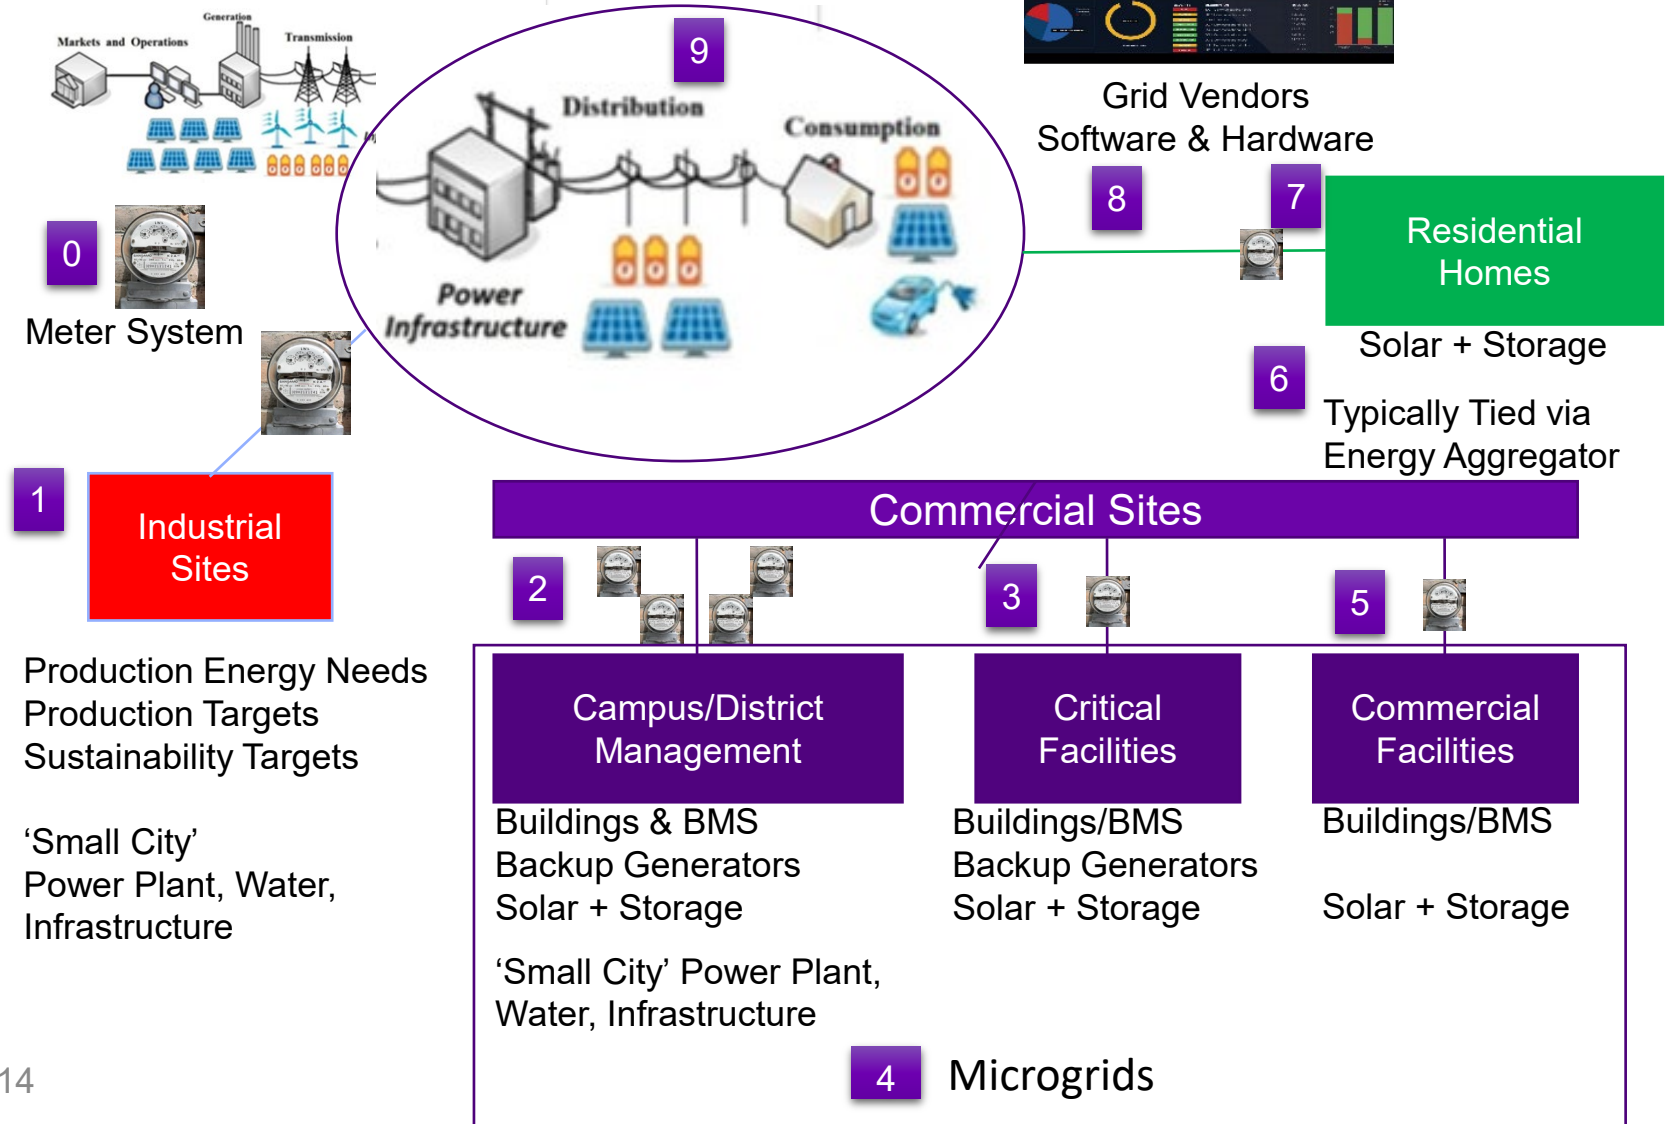 Generation
Markets and Operations
Transmission
9
Distribution
Consumption
Power
Infrastructure
Grid Vendors
Software & Hardware
8
7
Residential
Homes
Solar + Storage
6
Typically Tied via
Energy Aggregator
0
Meter System
1
Industrial
Sites
Production Energy Needs
Production Targets
Sustainability Targets
‘Small City’
Power Plant, Water,
Infrastructure
Commercial Sites
2
3
5
Campus/District
Management
Buildings & BMS
Backup Generators
Solar + Storage
‘Small City’ Power Plant,
Water, Infrastructure
Critical
Facilities
Buildings/BMS
Backup Generators
Solar + Storage
Commercial
Facilities
Buildings/BMS
Solar + Storage
4
Microgrids
14